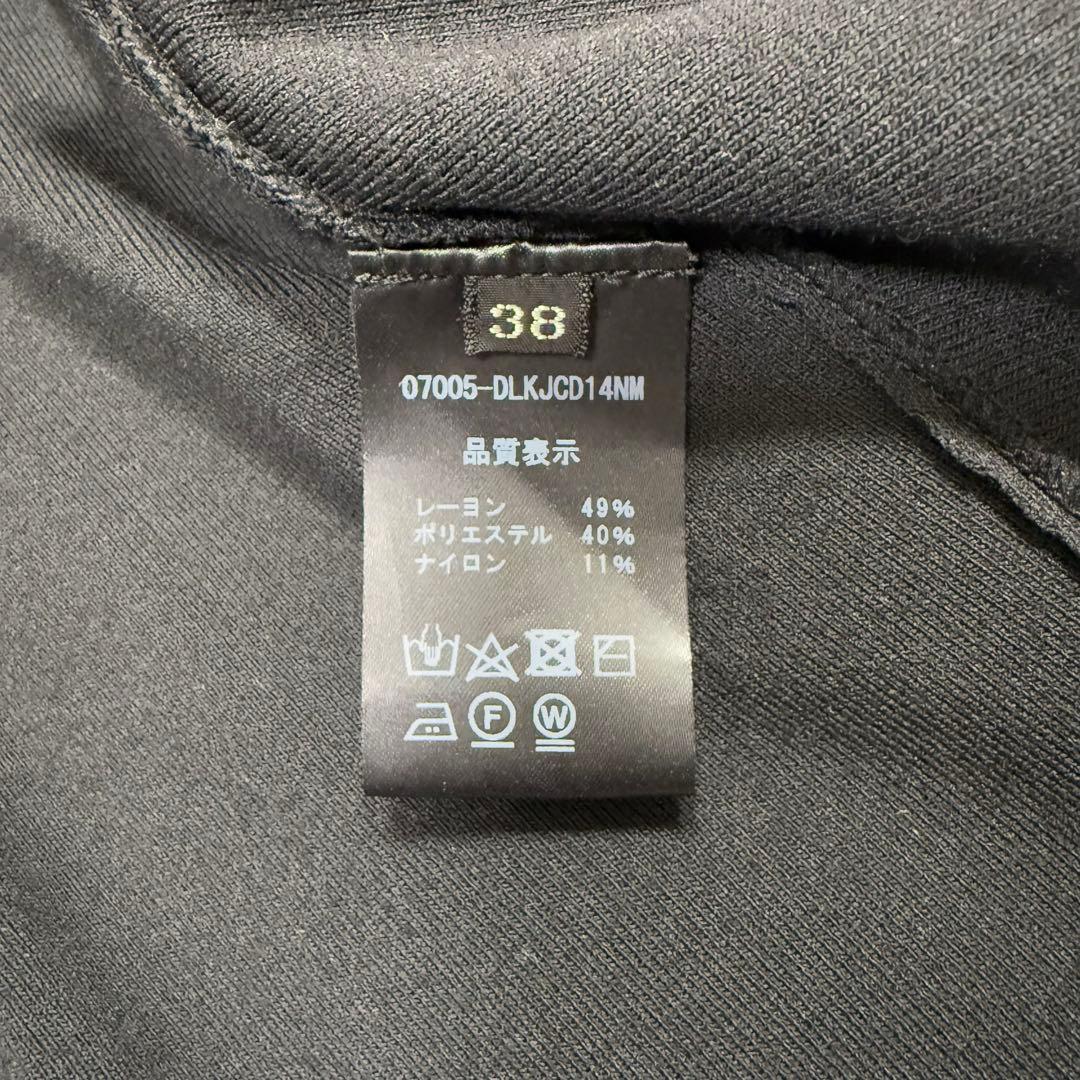 38
07005-DLKJCD14NM
品質表示
レーヨン 49%
ポリエステル 40%
ナイロン 11%
F W